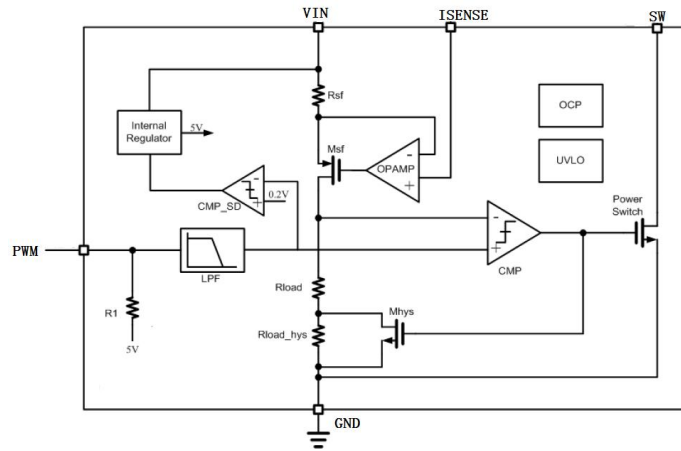 VIN
ISENSE
SW
Rsf
OCP
Internal
Regulator
5V
Msf
OPAMP
-
+
UVLO
CMP_SD
-
0.2V
+
Power
Switch
PWM
LPF
-
+
CMP
R1
5V
Rload
Mhys
Rload_hys
GND